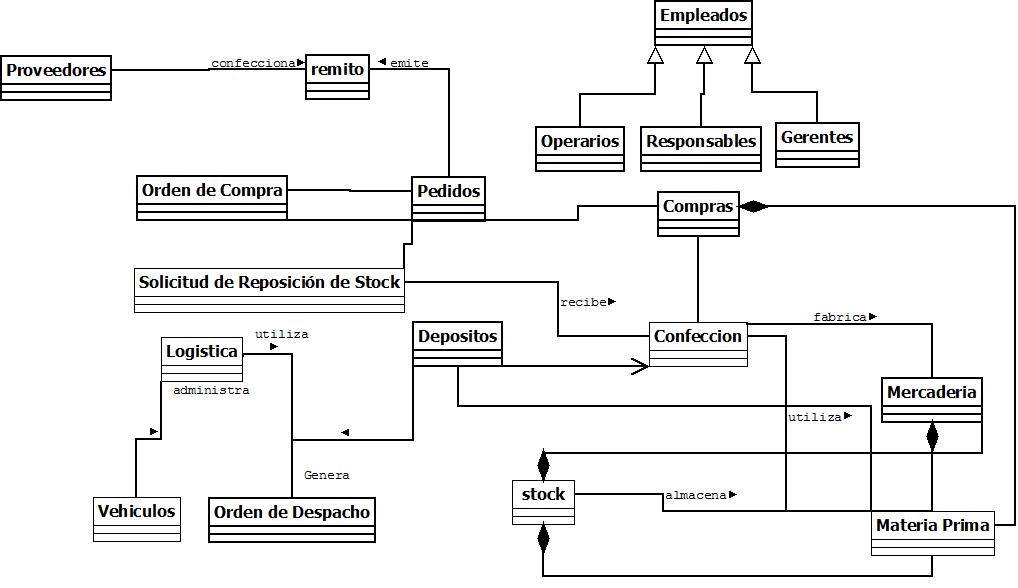 Empleados
Proveedores
confecciona
remito
emite
Operarios
Responsables
Gerentes
Orden de Compra
Pedidos
Compras
Solicitud de Reposición de Stock
recibe
fabrica
utiliza
Depositos
Confeccion
Logistica
administra
Mercaderia
utiliza
Genera
stock
almacena
Vehiculos
Orden de Despacho
Materia Prima